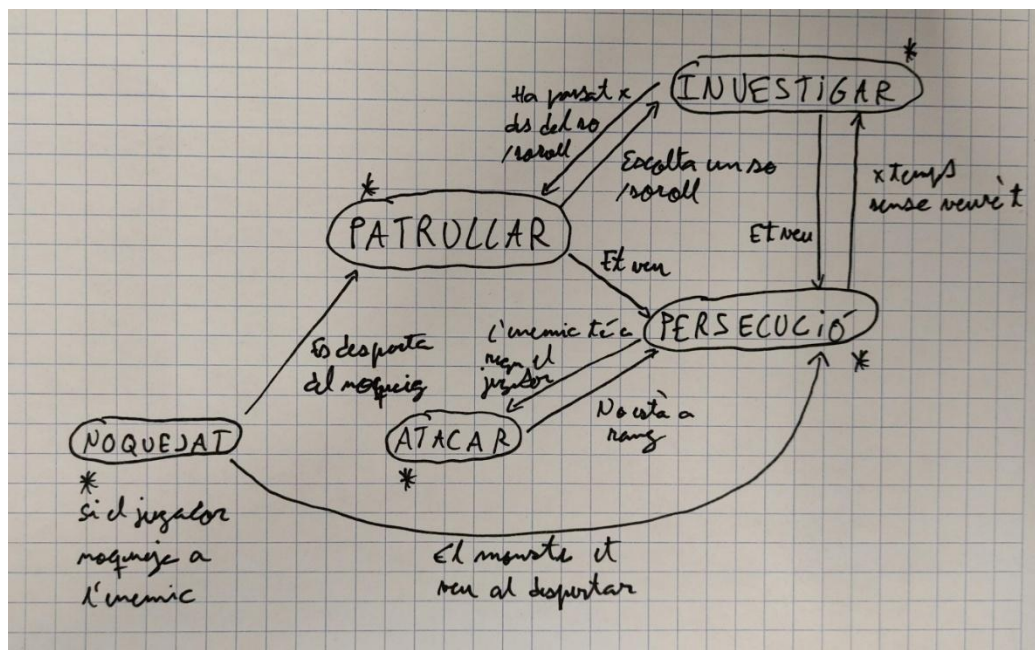 *
INVESTIGAR
Ha passat x
des del so
/soroll
Escolta un so
/soroll
x temps
sense veure't
Et veu
*
PATRULLAR
Et veu
PERSECUCIÓ
*
L'enemic té a
rang el
jugador
No està a
rang
Es desperta
del noqueig
NOQUEJAT
*
Si el jugador
noqueja a
l'enemic
ATACAR
*
El monstre et
veu al despertar